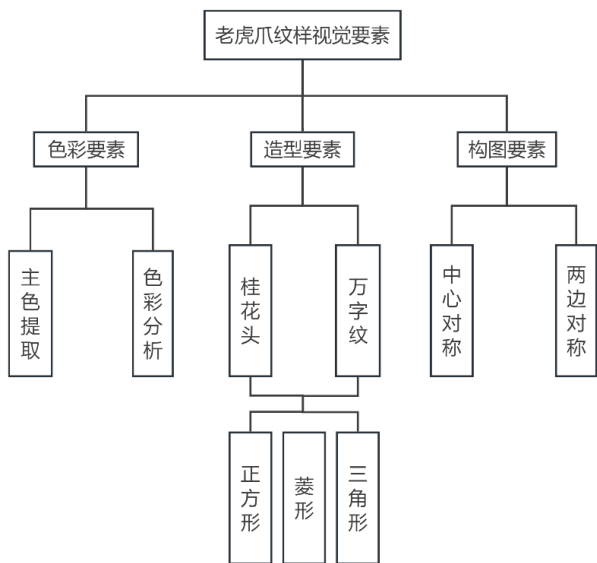 老虎爪纹样视觉要素
色彩要素
造型要素
构图要素
主色提取
色彩分析
桂花头
万字纹
中心对称
两边对称
正方形
菱形
三角形